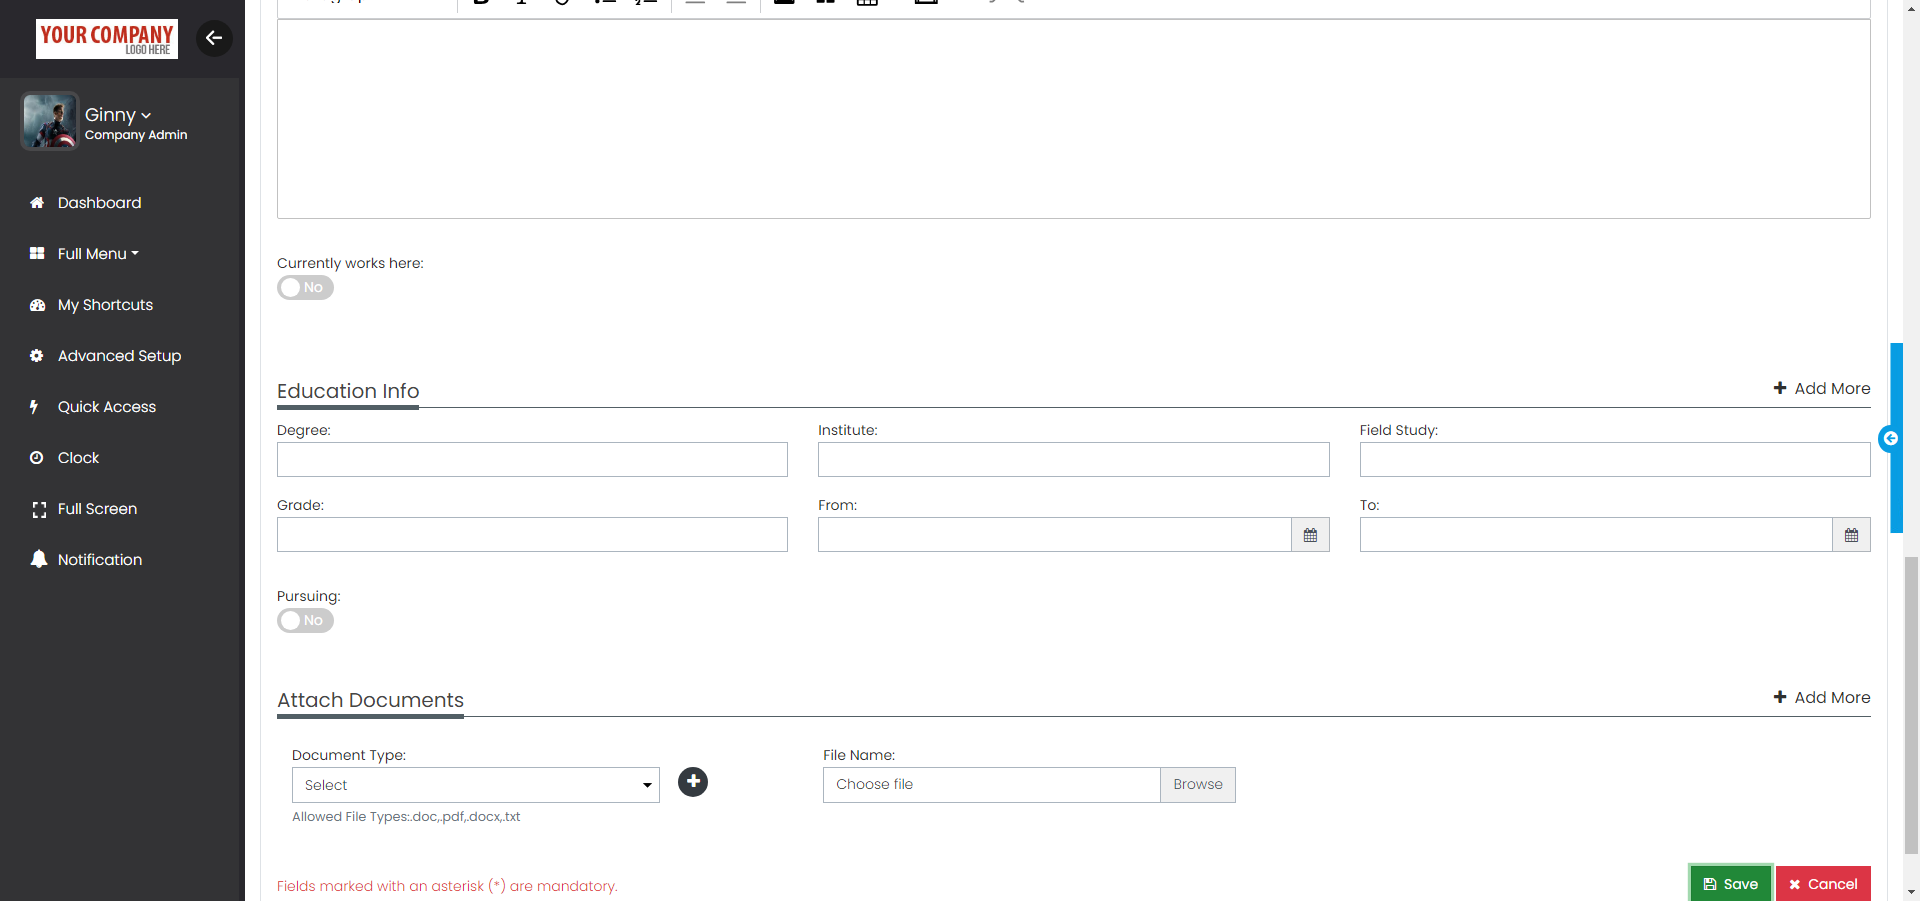 YOUR COMPANY
LOGO HERE
Ginny
Company Admin
Dashboard
Full Menu
My Shortcuts
Advanced Setup
Quick Access
Clock
Full Screen
Notification
Currently works here:
No
Education Info
Add More
Degree:
Institute:
Field Study:
Grade:
From:
To:
Pursuing:
No
Attach Documents
Add More
Document Type:
File Name:
Select
Choose file
Browse
Allowed File Types:.doc,.pdf,.docx,.txt
Fields marked with an asterisk (*) are mandatory.
Save
Cancel